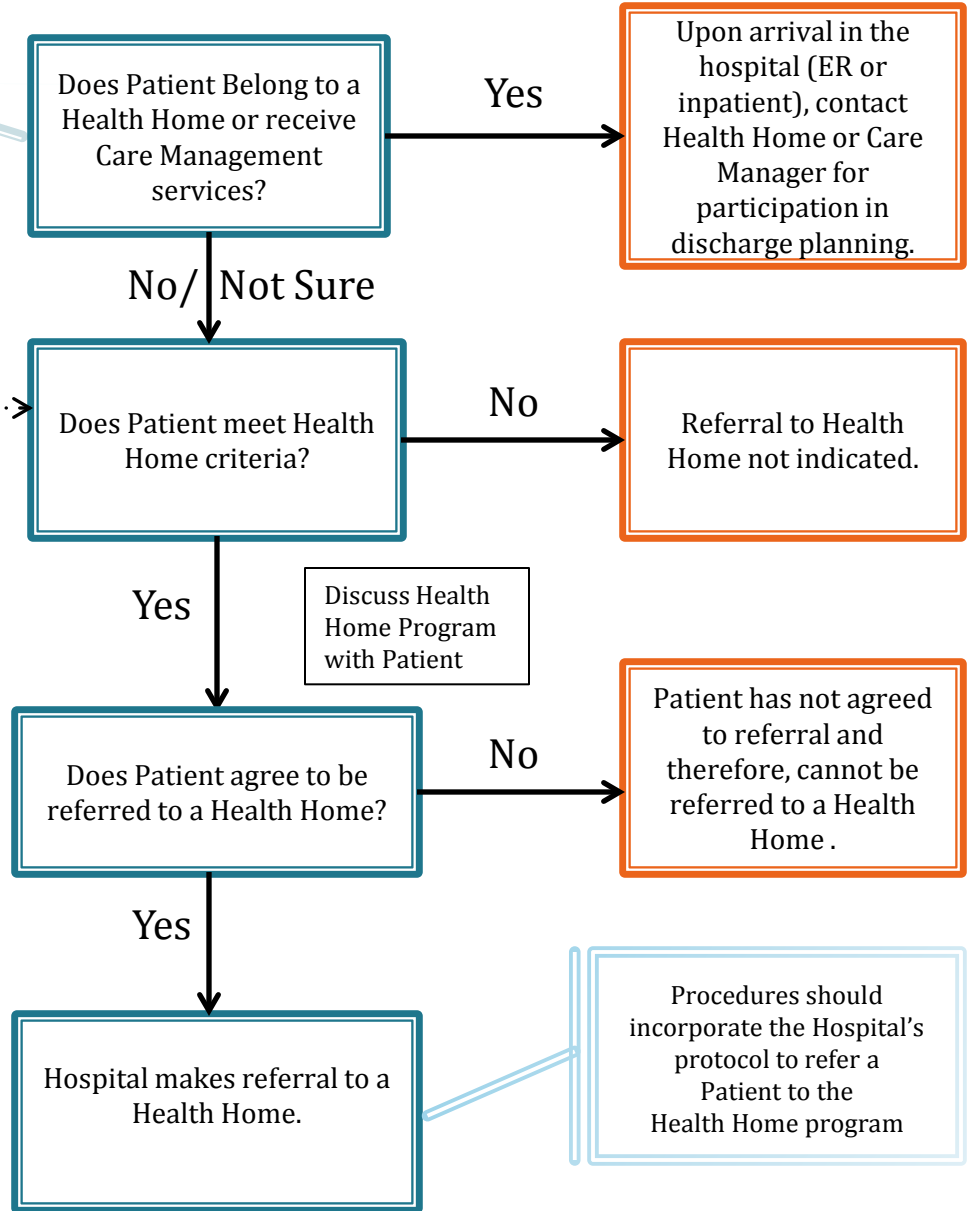 Does Patient Belong to a
Health Home or receive
Care Management
services?
Yes
Upon arrival in the
hospital (ER or
inpatient), contact
Health Home or Care
Manager for
participation in
discharge planning.
No/ Not Sure
Does Patient meet Health
Home criteria?
No
Referral to Health
Home not indicated.
Yes
Discuss Health
Home Program
with Patient
Does Patient agree to be
referred to a Health Home?
No
Patient has not agreed
to referral and
therefore, cannot be
referred to a Health
Home .
Yes
Hospital makes referral to a
Health Home.
Procedures should
incorporate the Hospital’s
protocol to refer a
Patient to the
Health Home program